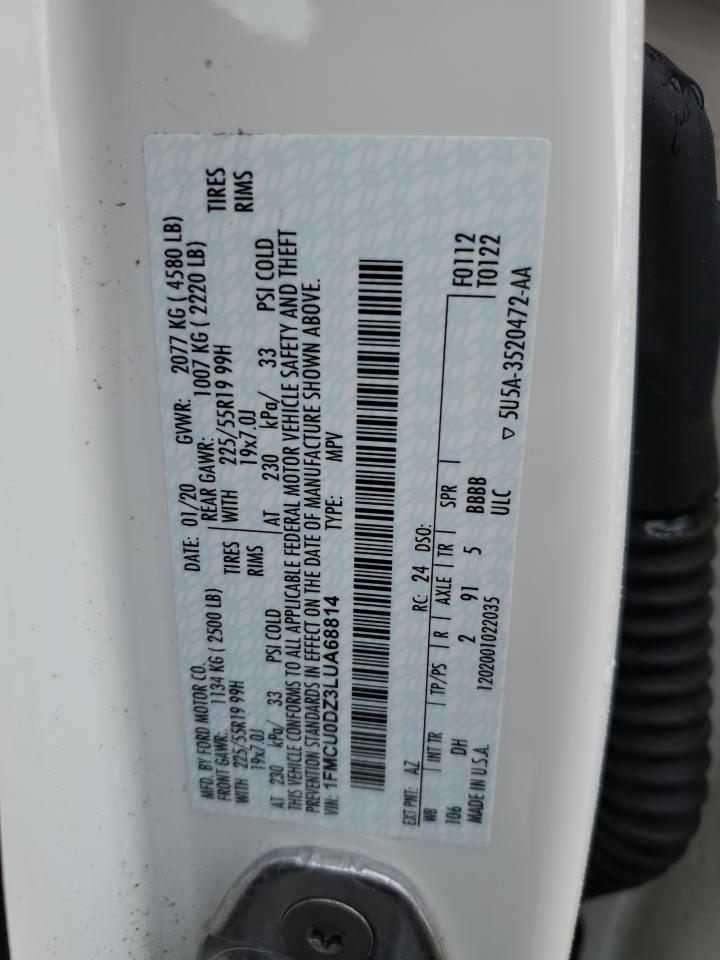 MFD. BY FORD MOTOR CO. DATE: 01/20 GVWR: 2077 KG ( 4580 LB)
FRONT GAWR: 1134 KG ( 2500 LB) REAR GAWR: 1007 KG ( 2220 LB)
WITH 225/55R19 99H TIRES WITH 225/55R19 99H TIRES
19x7.0J RIMS 19x7.0J RIMS
AT 230 kPa/ 33 PSI COLD AT 230 kPa/ 33 PSI COLD
THIS VEHICLE CONFORMS TO ALL APPLICABLE FEDERAL MOTOR VEHICLE SAFETY AND THEFT
PREVENTION STANDARDS IN EFFECT ON THE DATE OF MANUFACTURE SHOWN ABOVE.
VIN: 1FMCU0DZ3LUA68814 TYPE: MPV
EXT PNT: AZ RC: 24 DSO:
WB INT TR TP/PS R AXLE TR SPR F0112
106 DH 2 91 5 BBBB T0122
MADE IN U.S.A. 1202001022035 ULC
▽ 5U5A-3520472-AA